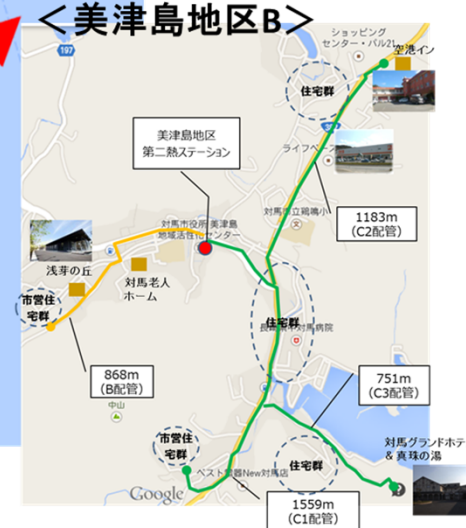 ＜美津島地区B＞
ショッピング
センター・パル21
空港イン
197
住宅群
美津島地区
第二熱ステーション
ライフベース
対馬市立鶏鳴小
1183m
(C2配管)
対馬市役所 美津島
地域活性化センター
浅芽の丘
対馬老人
ホーム
市営住
宅群
住宅群
対馬病院
868m
(B配管)
751m
(C3配管)
中山
対馬グランドホテ
& 真珠の湯
市営住
宅群
住宅群
ベスト電器New対馬店
Google
1559m
(C1配管)